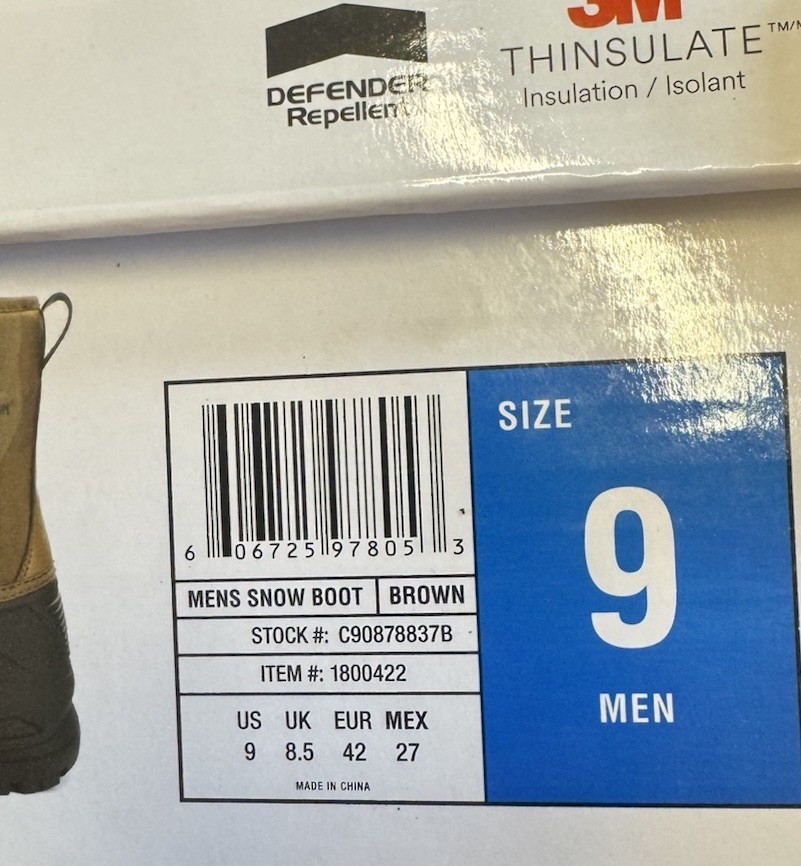 3M
DEFENDER
Repellent
THINSULATE™/M
Insulation / Isolant
SIZE
9
MEN
6 06725 97805 3
MENS SNOW BOOT BROWN
STOCK #: C90878837B
ITEM #: 1800422
US UK EUR MEX
9 8.5 42 27
MADE IN CHINA